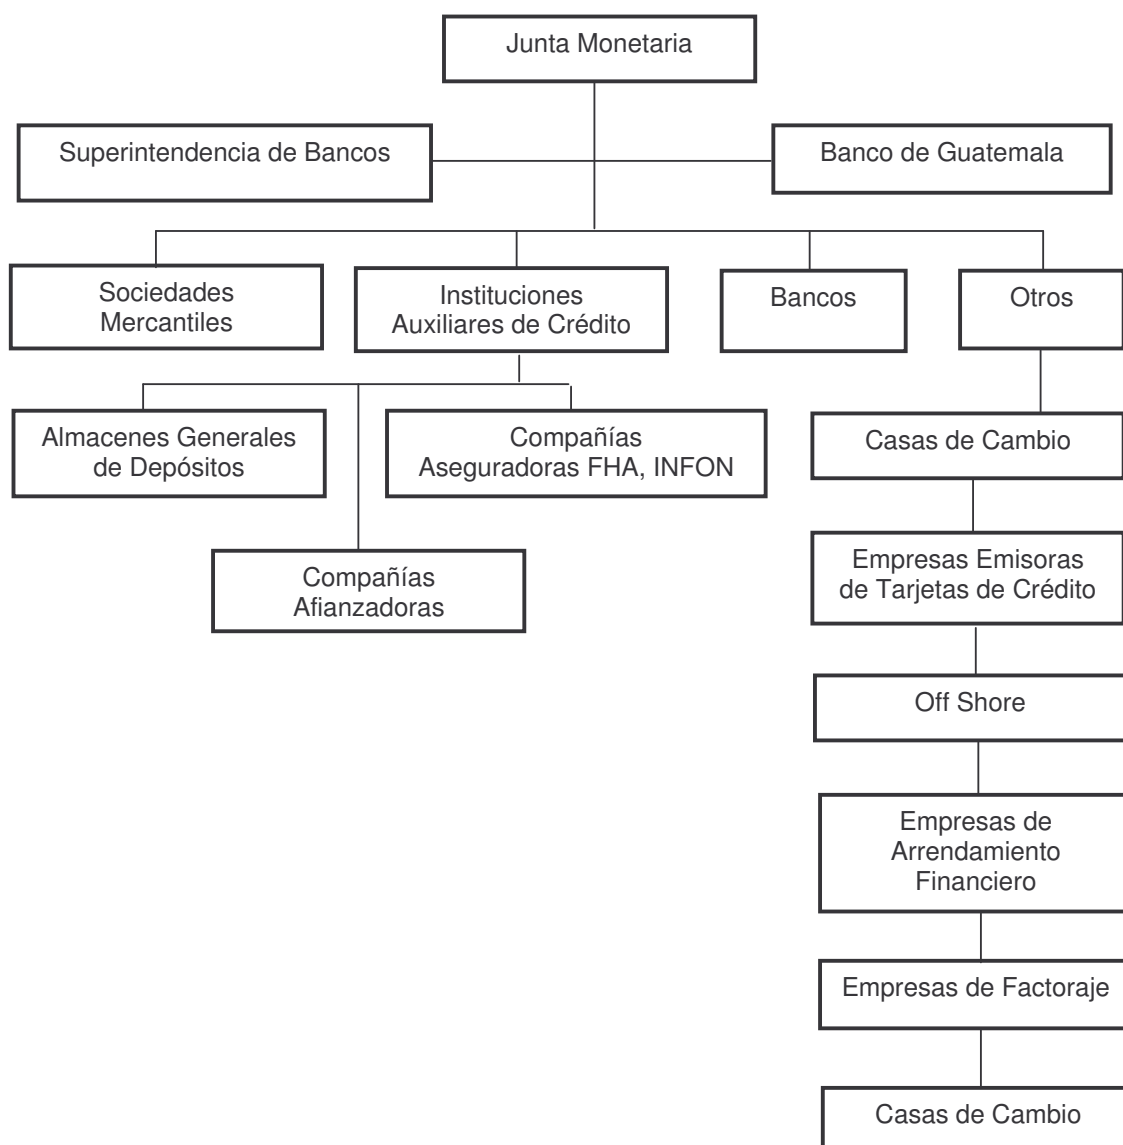 Junta Monetaria
Superintendencia de Bancos
Banco de Guatemala
Sociedades
Mercantiles
Instituciones
Auxiliares de Crédito
Bancos
Otros
Almacenes Generales
de Depósitos
Compañías
Aseguradoras FHA, INFON
Casas de Cambio
Compañías
Afianzadoras
Empresas Emisoras
de Tarjetas de Crédito
Off Shore
Empresas de
Arrendamiento
Financiero
Empresas de Factoraje
Casas de Cambio